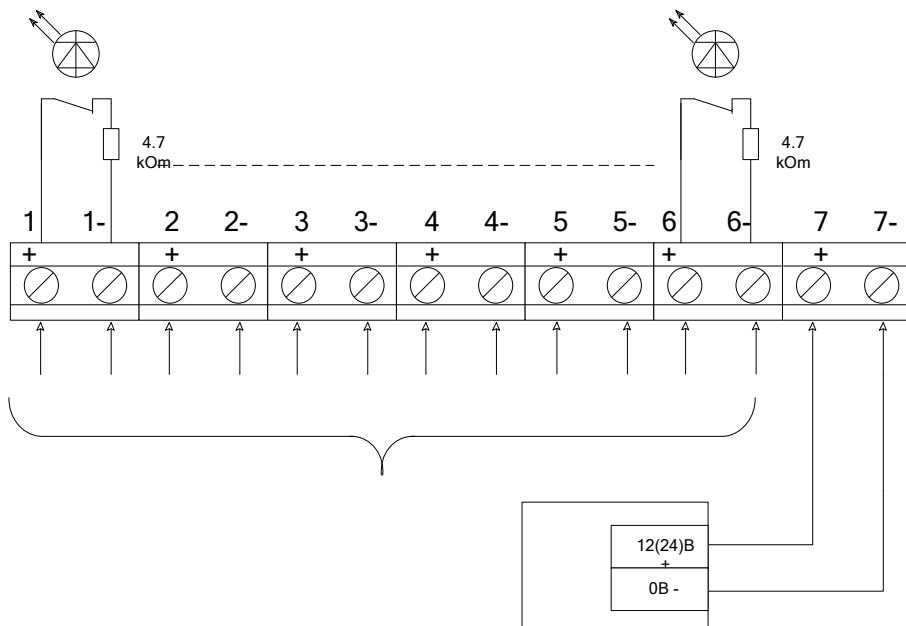 4.7
kOm
4.7
kOm
1 1- 2 2- 3 3- 4 4- 5 5- 6 6- 7 7-
+ + + + + + +
12(24)В
+
0В -